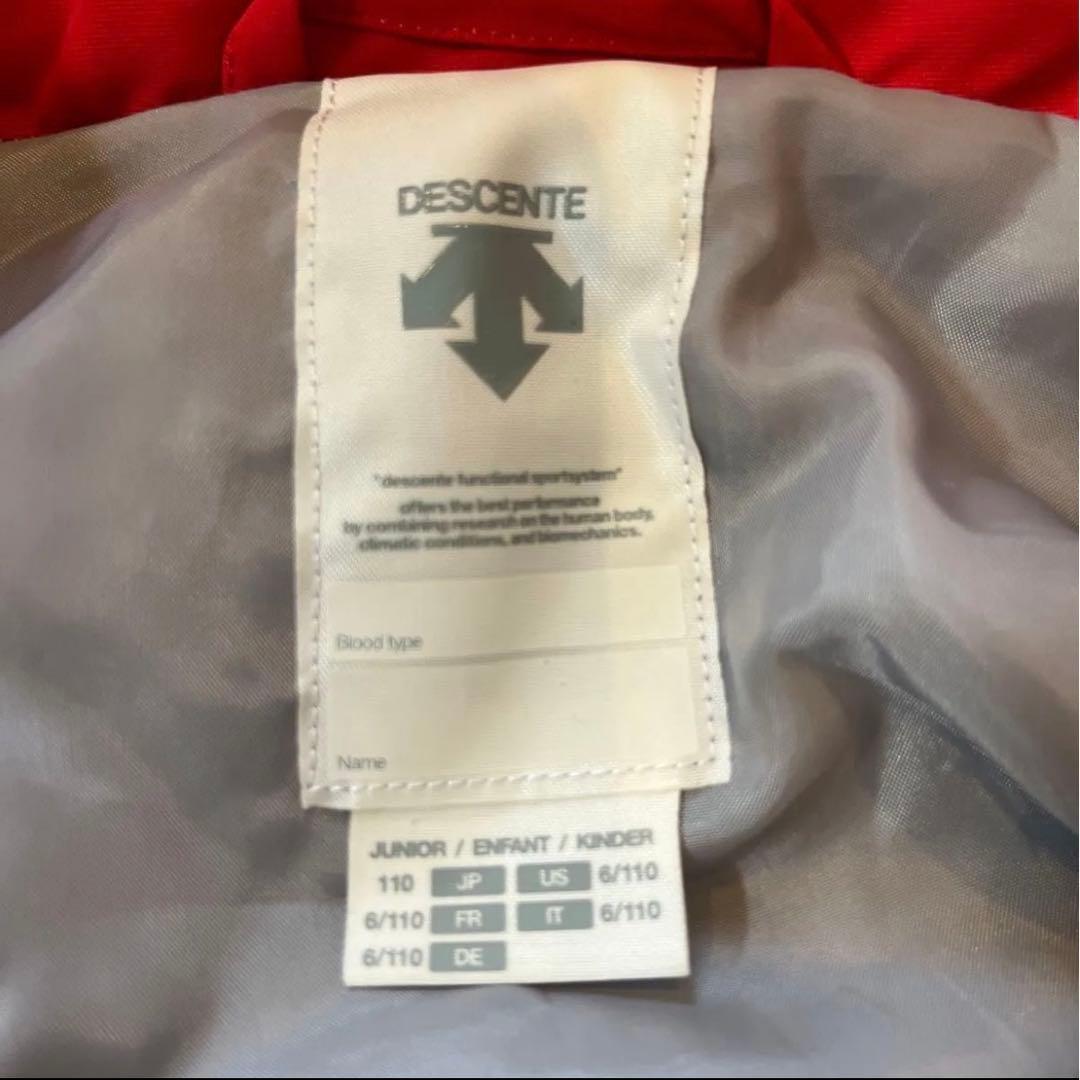 DESCENTE
"descente functional sportsystem"
offers the best performance
by combining research on the human body,
climatic conditions, and biomechanics.
Blood type
Name
JUNIOR / ENFANT / KINDER
110 JP US 6/110
6/110 FR IT 6/110
6/110 DE